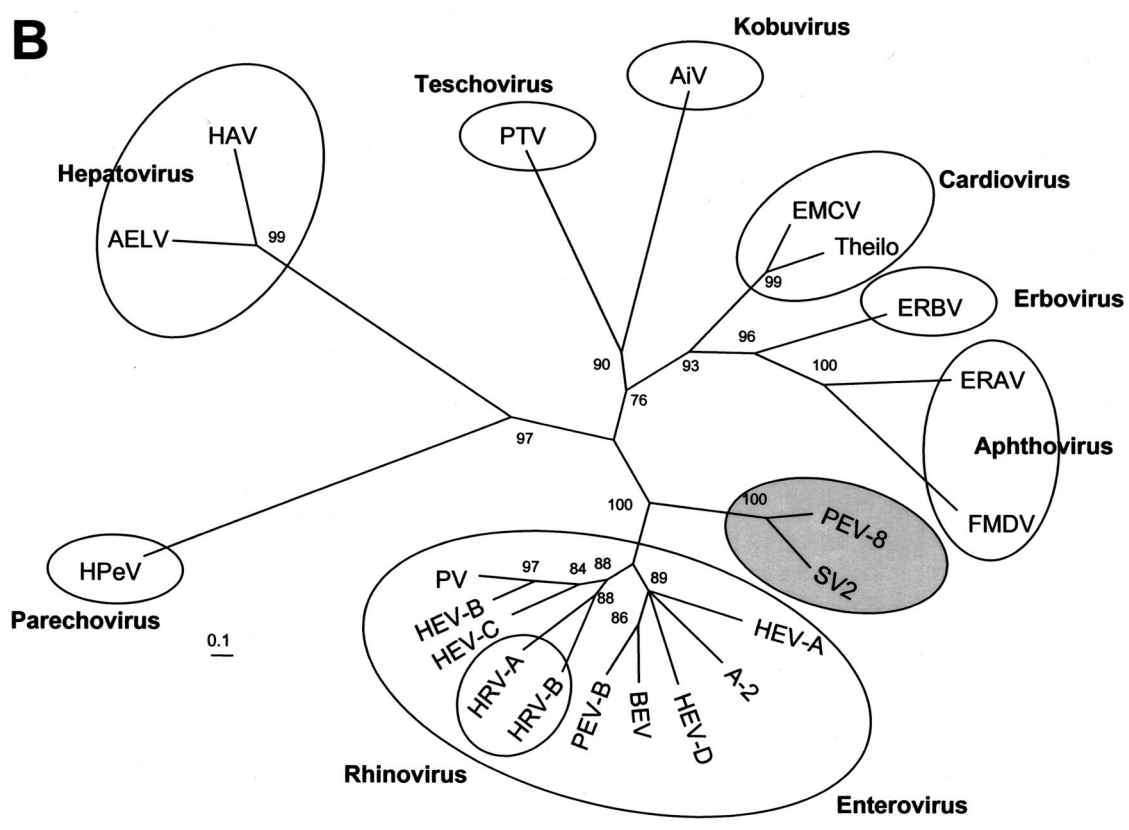 B
Kobuvirus
AiV
Teschovirus
PTV
HAV
Hepatovirus
AELV
99
Cardiovirus
EMCV
Theilo
99
Erbovirus
ERBV
96
93
90
76
100
ERAV
Aphthovirus
FMDV
97
100
100
PEV-8
SV2
HPeV
Parechovirus
0.1
PV
97
84
88
HEV-B
HEV-C
88
89
86
HRV-A
HRV-B
PEV-B
BEV
HEV-D
A-2
HEV-A
Rhinovirus
Enterovirus